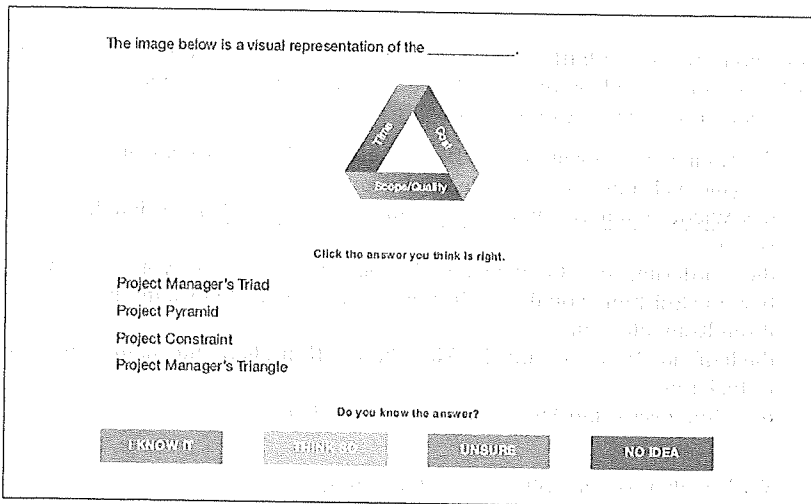 The image below is a visual representation of the __________.
Time
Cost
Scope/Quality
Click the answer you think is right.
Project Manager's Triad
Project Pyramid
Project Constraint
Project Manager's Triangle
Do you know the answer?
I KNOW IT
THINK SO
UNSURE
NO IDEA